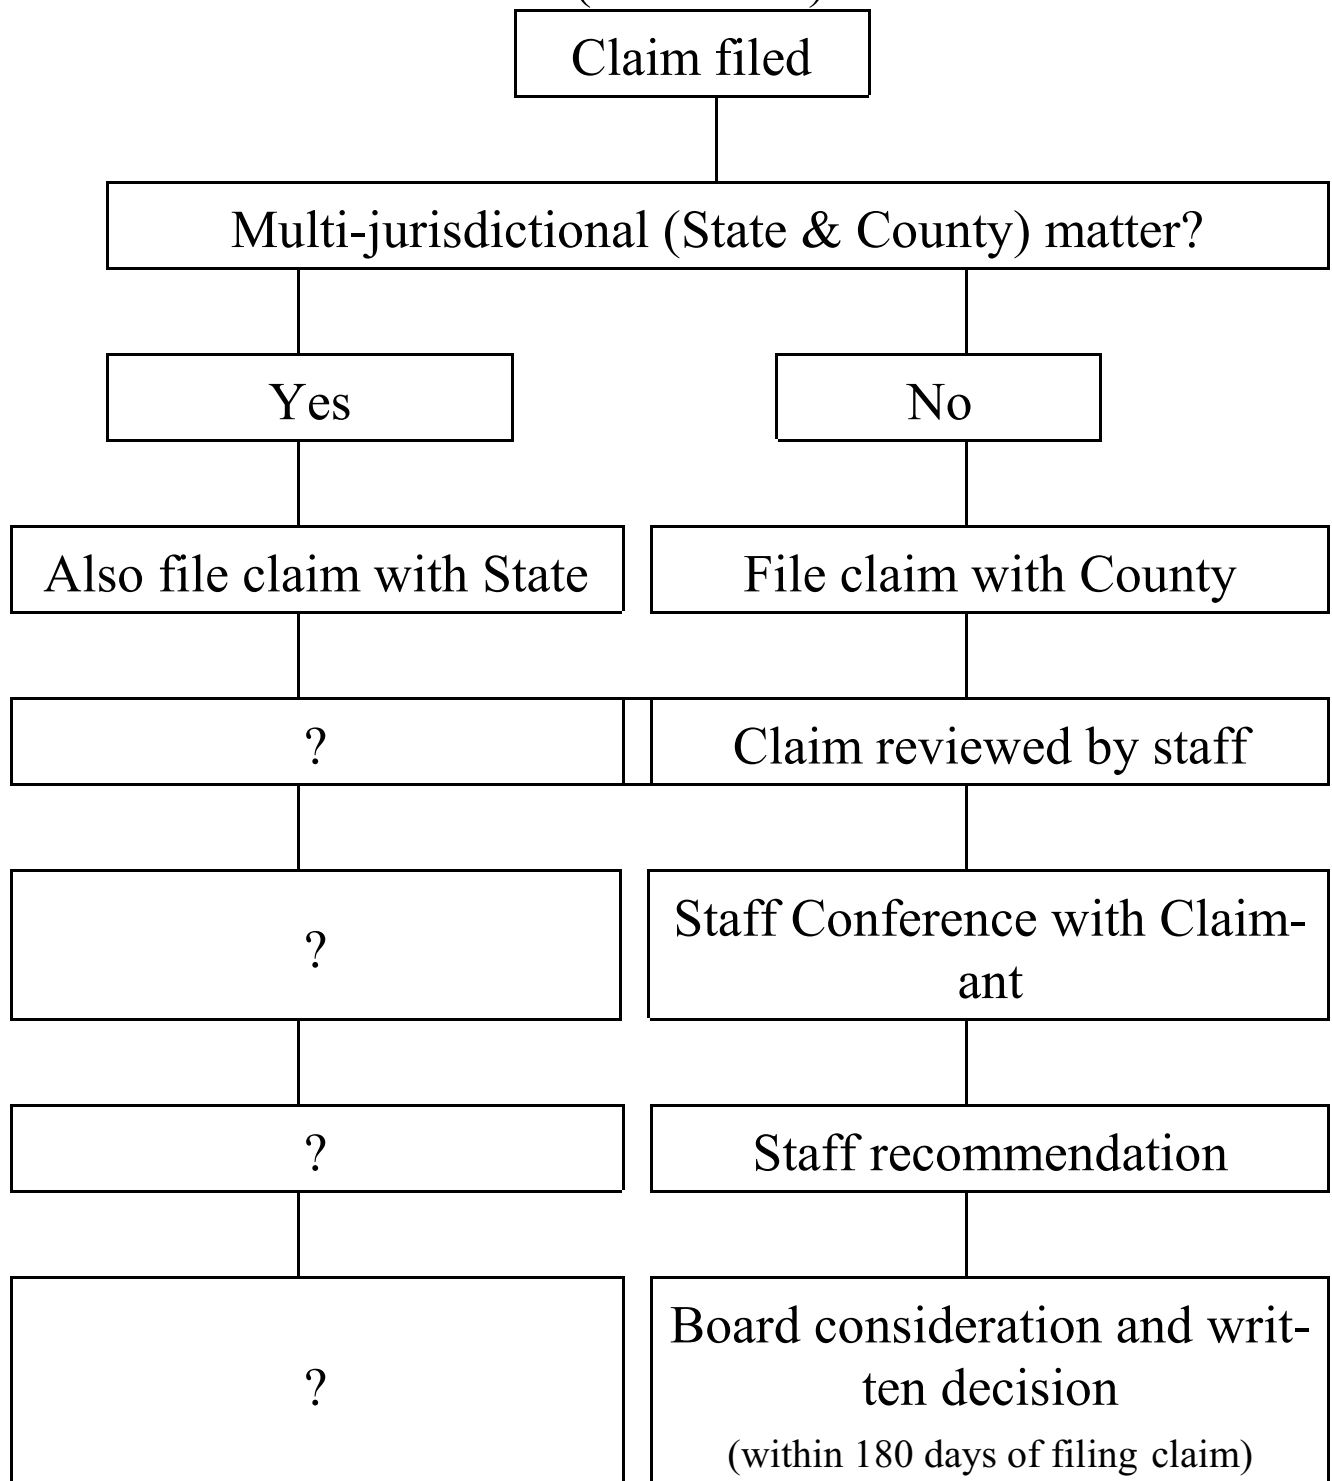 Claim filed
Multi-jurisdictional (State & County) matter?
Yes
No
Also file claim with State
File claim with County
?
Claim reviewed by staff
?
Staff Conference with Claim-
ant
?
Staff recommendation
?
Board consideration and writ-
ten decision
(within 180 days of filing claim)